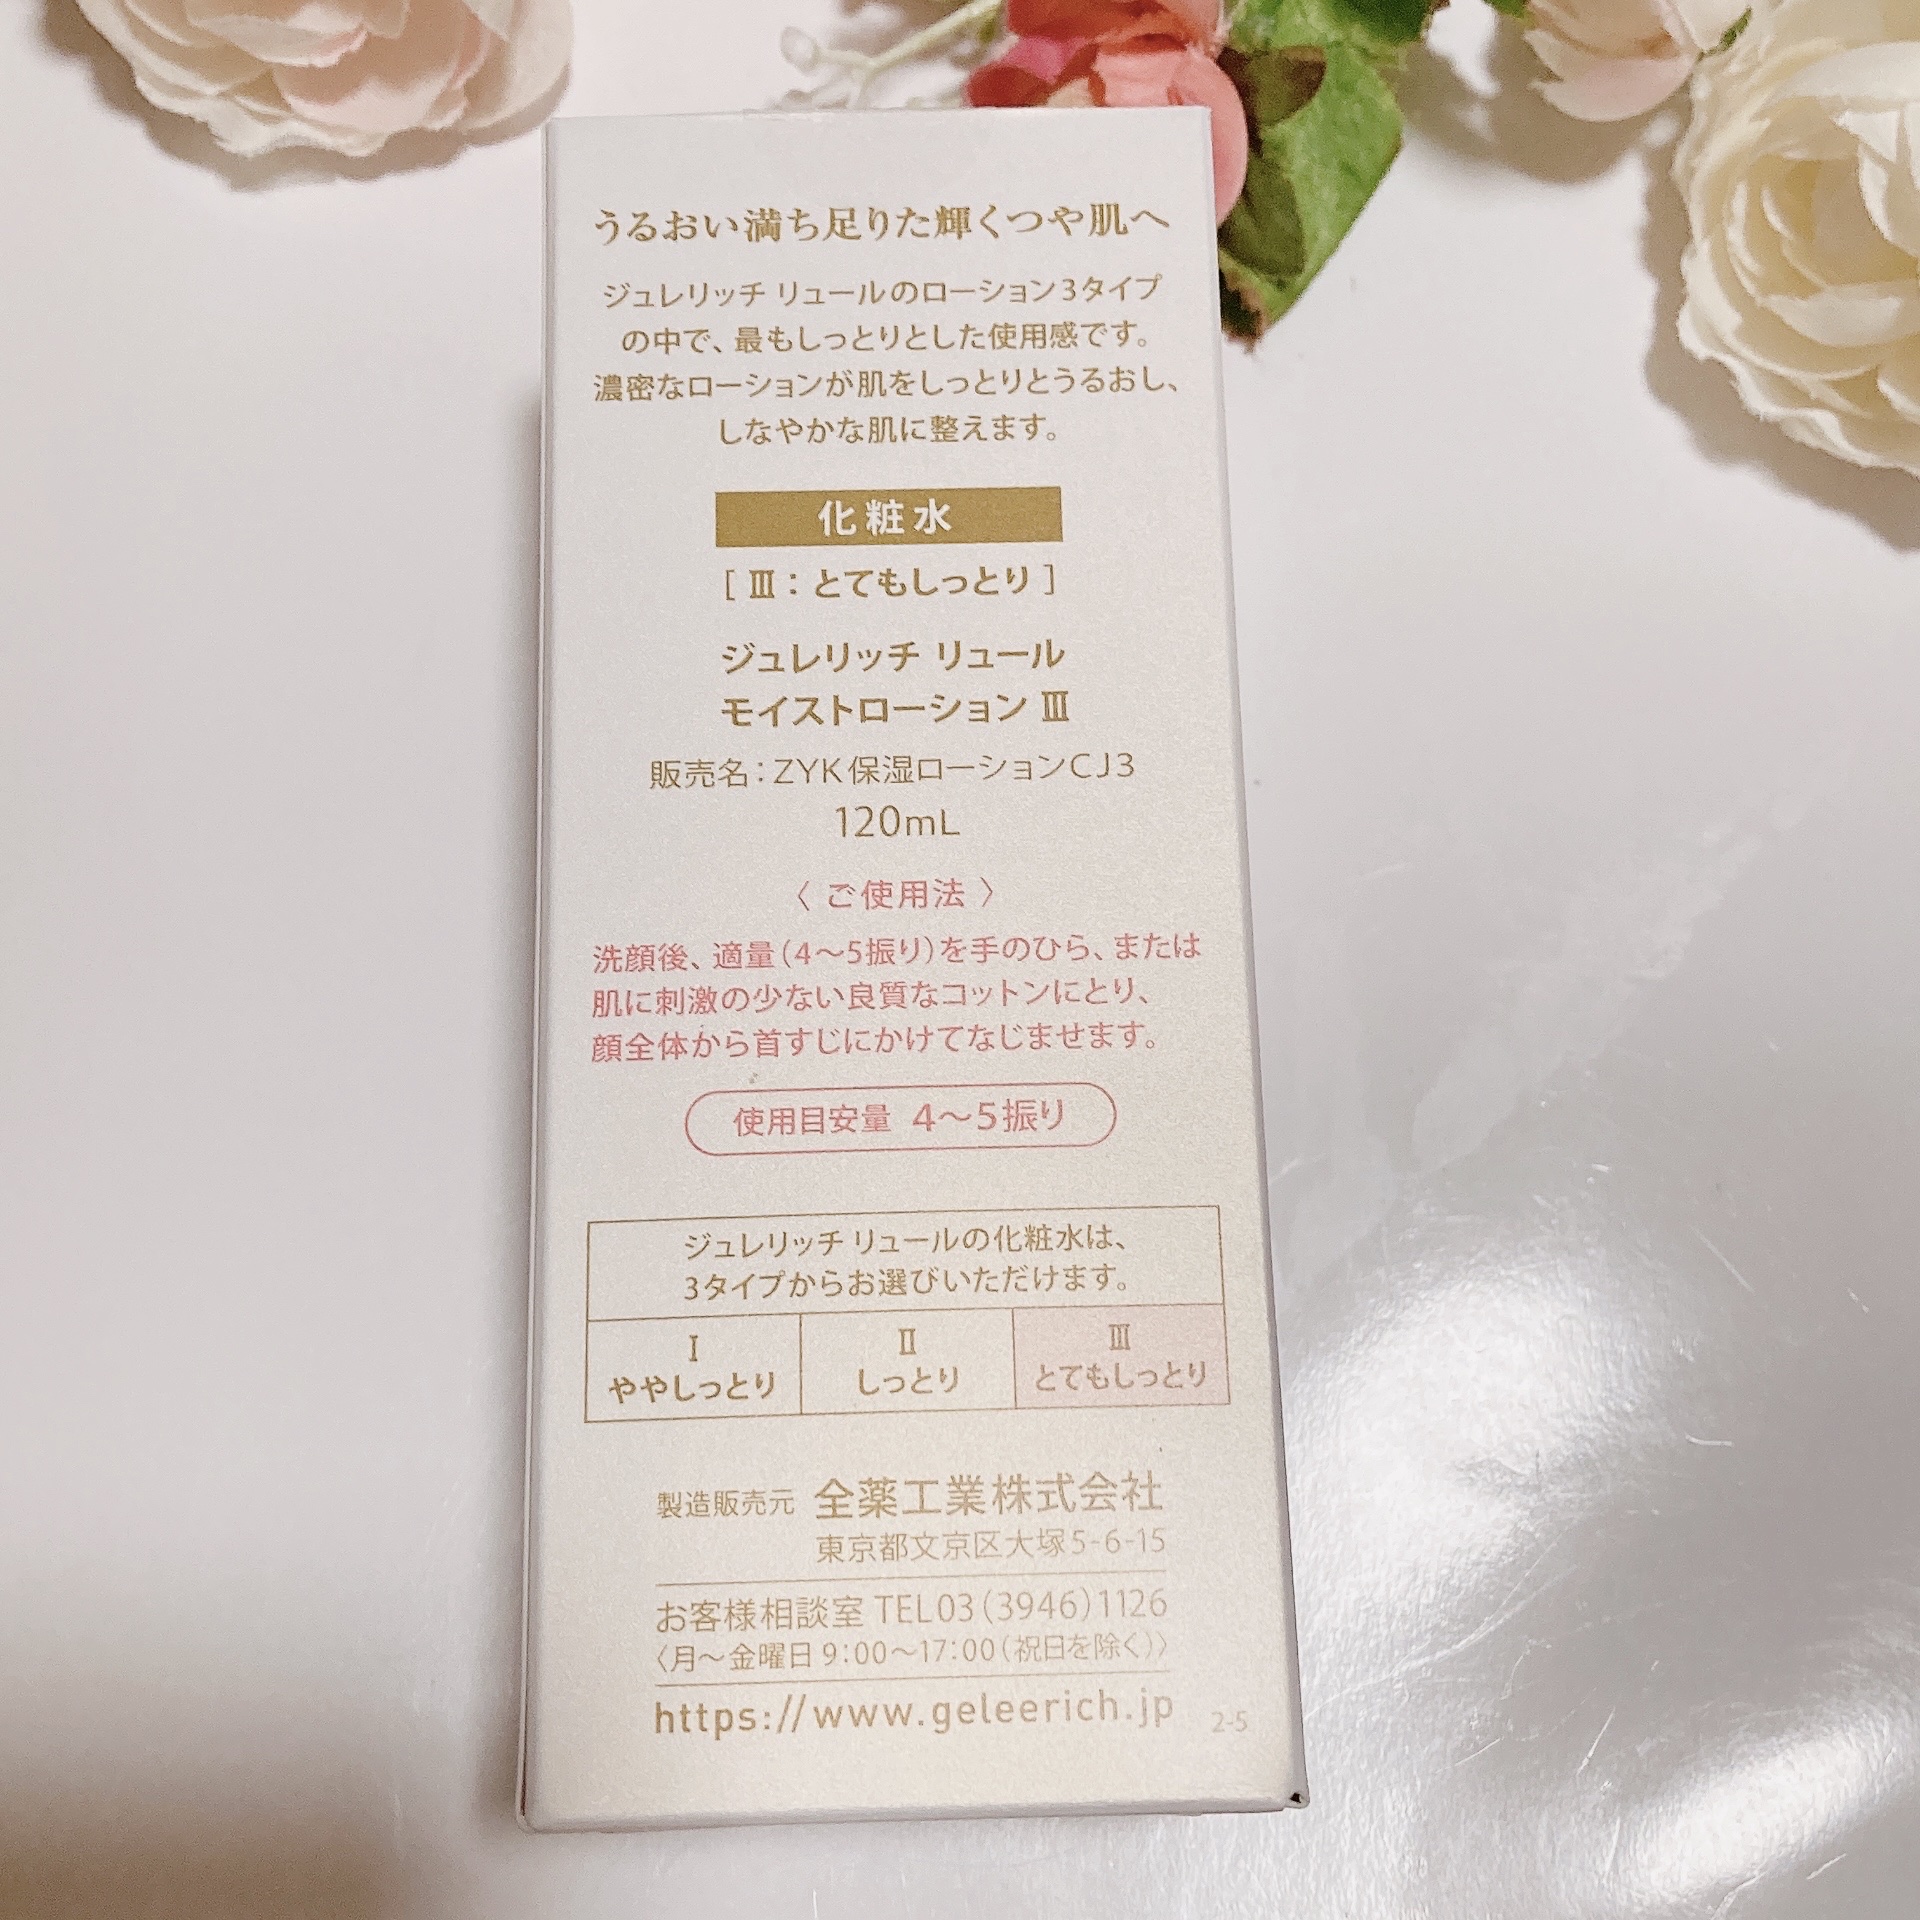 うるおい満ち足りた輝くつや肌へ
ジュレリッチ リュールのローション3タイプ
の中で、最もしっとりとした使用感です。
濃密なローションが肌をしっとりとうるおし、
しなやかな肌に整えます。
化粧水
[ Ⅲ：とてもしっとり ]
ジュレリッチ リュール
モイストローション Ⅲ
販売名：ZYK保湿ローションCJ3
120mL
〈 ご使用法 〉
洗顔後、適量(4〜5振り)を手のひら、または
肌に刺激の少ない良質なコットンにとり、
顔全体から首すじにかけてなじませます。
使用目安量 4〜5振り
ジュレリッチ リュールの化粧水は、
3タイプからお選びいただけます。
Ⅰ
ややしっとり
Ⅱ
しっとり
Ⅲ
とてもしっとり
製造販売元 全薬工業株式会社
東京都文京区大塚5-6-15
お客様相談室 TEL03(3946)1126
〈月〜金曜日 9:00〜17:00(祝日を除く)〉
https://www.geleerich.jp
2-5